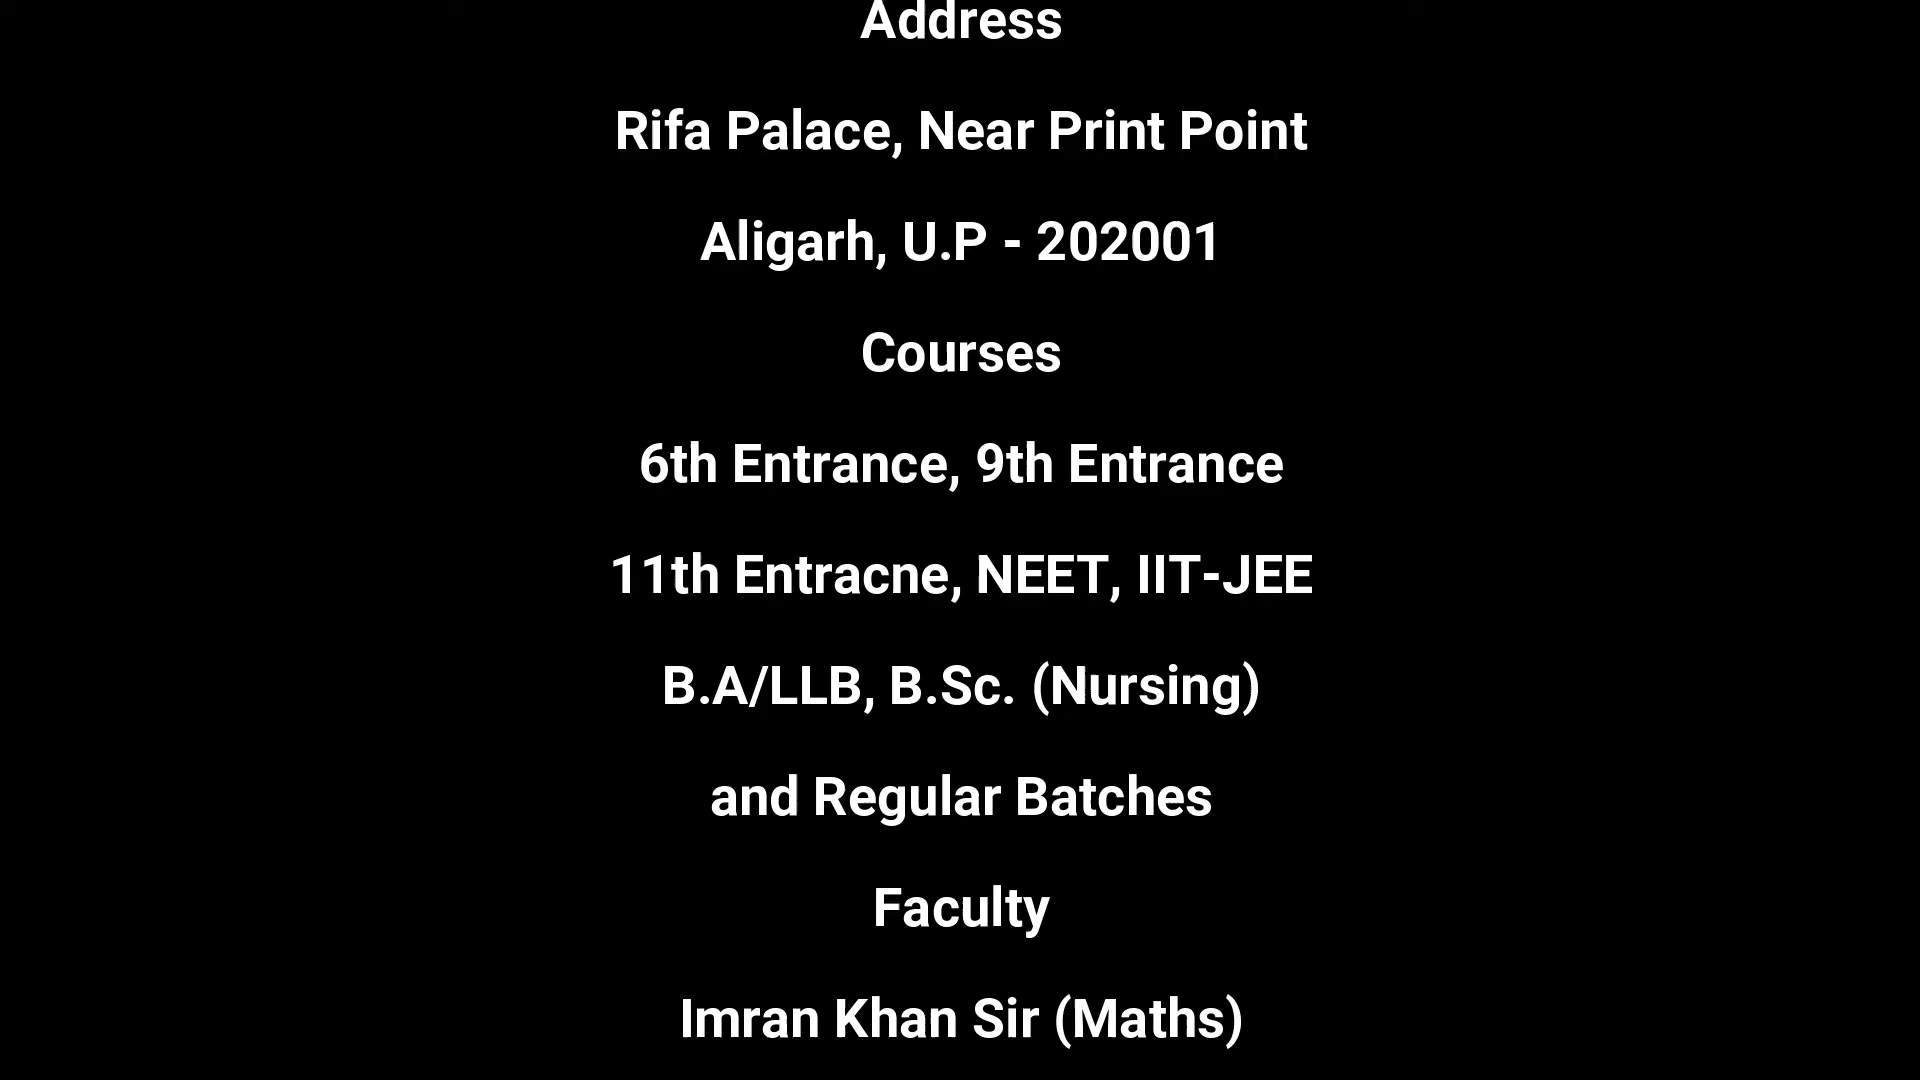 Address
Rifa Palace, Near Print Point
Aligarh, U.P - 202001
Courses
6th Entrance, 9th Entrance
11th Entracne, NEET, IIT-JEE
B.A/LLB, B.Sc. (Nursing)
and Regular Batches
Faculty
Imran Khan Sir (Maths)